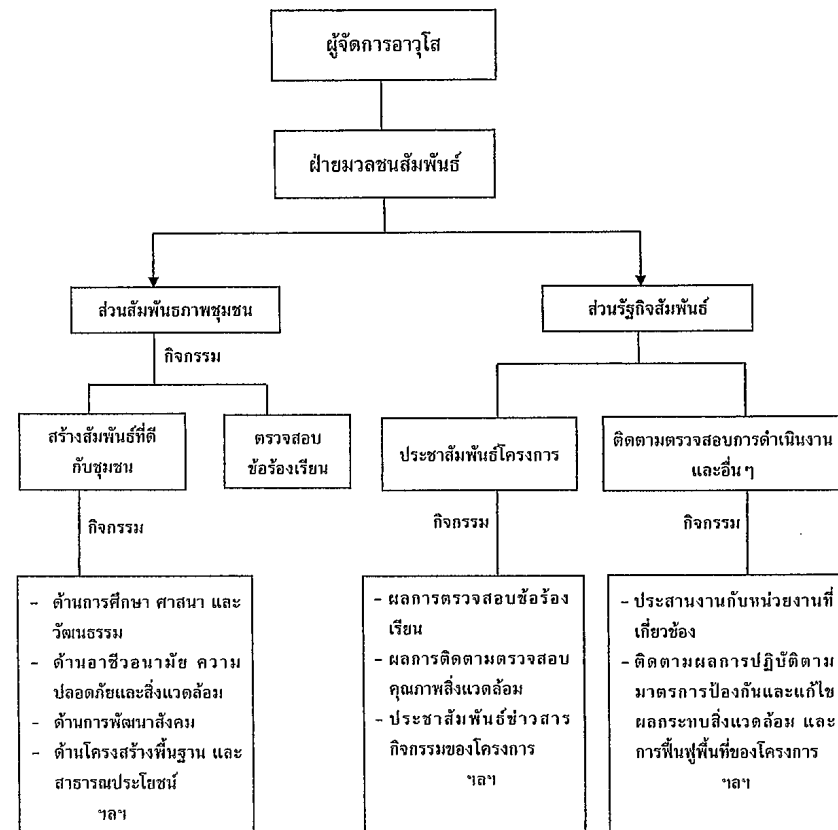 ผู้จัดการอาวุโส
ฝ่ายมวลชนสัมพันธ์
ส่วนสัมพันธภาพชุมชน
ส่วนรัฐกิจสัมพันธ์
กิจกรรม
สร้างสัมพันธ์ที่ดี
กับชุมชน
ตรวจสอบ
ข้อร้องเรียน
ประชาสัมพันธ์โครงการ
ติดตามตรวจสอบการดำเนินงาน
และอื่นๆ
กิจกรรม
กิจกรรม
กิจกรรม
- ด้านการศึกษา ศาสนา และ
วัฒนธรรม
- ด้านอาชีวอนามัย ความ
ปลอดภัยและสิ่งแวดล้อม
- ด้านการพัฒนาสังคม
- ด้านโครงสร้างพื้นฐาน และ
สาธารณประโยชน์
ฯลฯ
- ผลการตรวจสอบข้อร้อง
เรียน
- ผลการติดตามตรวจสอบ
คุณภาพสิ่งแวดล้อม
- ประชาสัมพันธ์ข่าวสาร
กิจกรรมของโครงการ
ฯลฯ
- ประสานงานกับหน่วยงานที่
เกี่ยวข้อง
- ติดตามผลการปฏิบัติตาม
มาตรการป้องกันและแก้ไข
ผลกระทบสิ่งแวดล้อม และ
การฟื้นฟูพื้นที่ของโครงการ
ฯลฯ